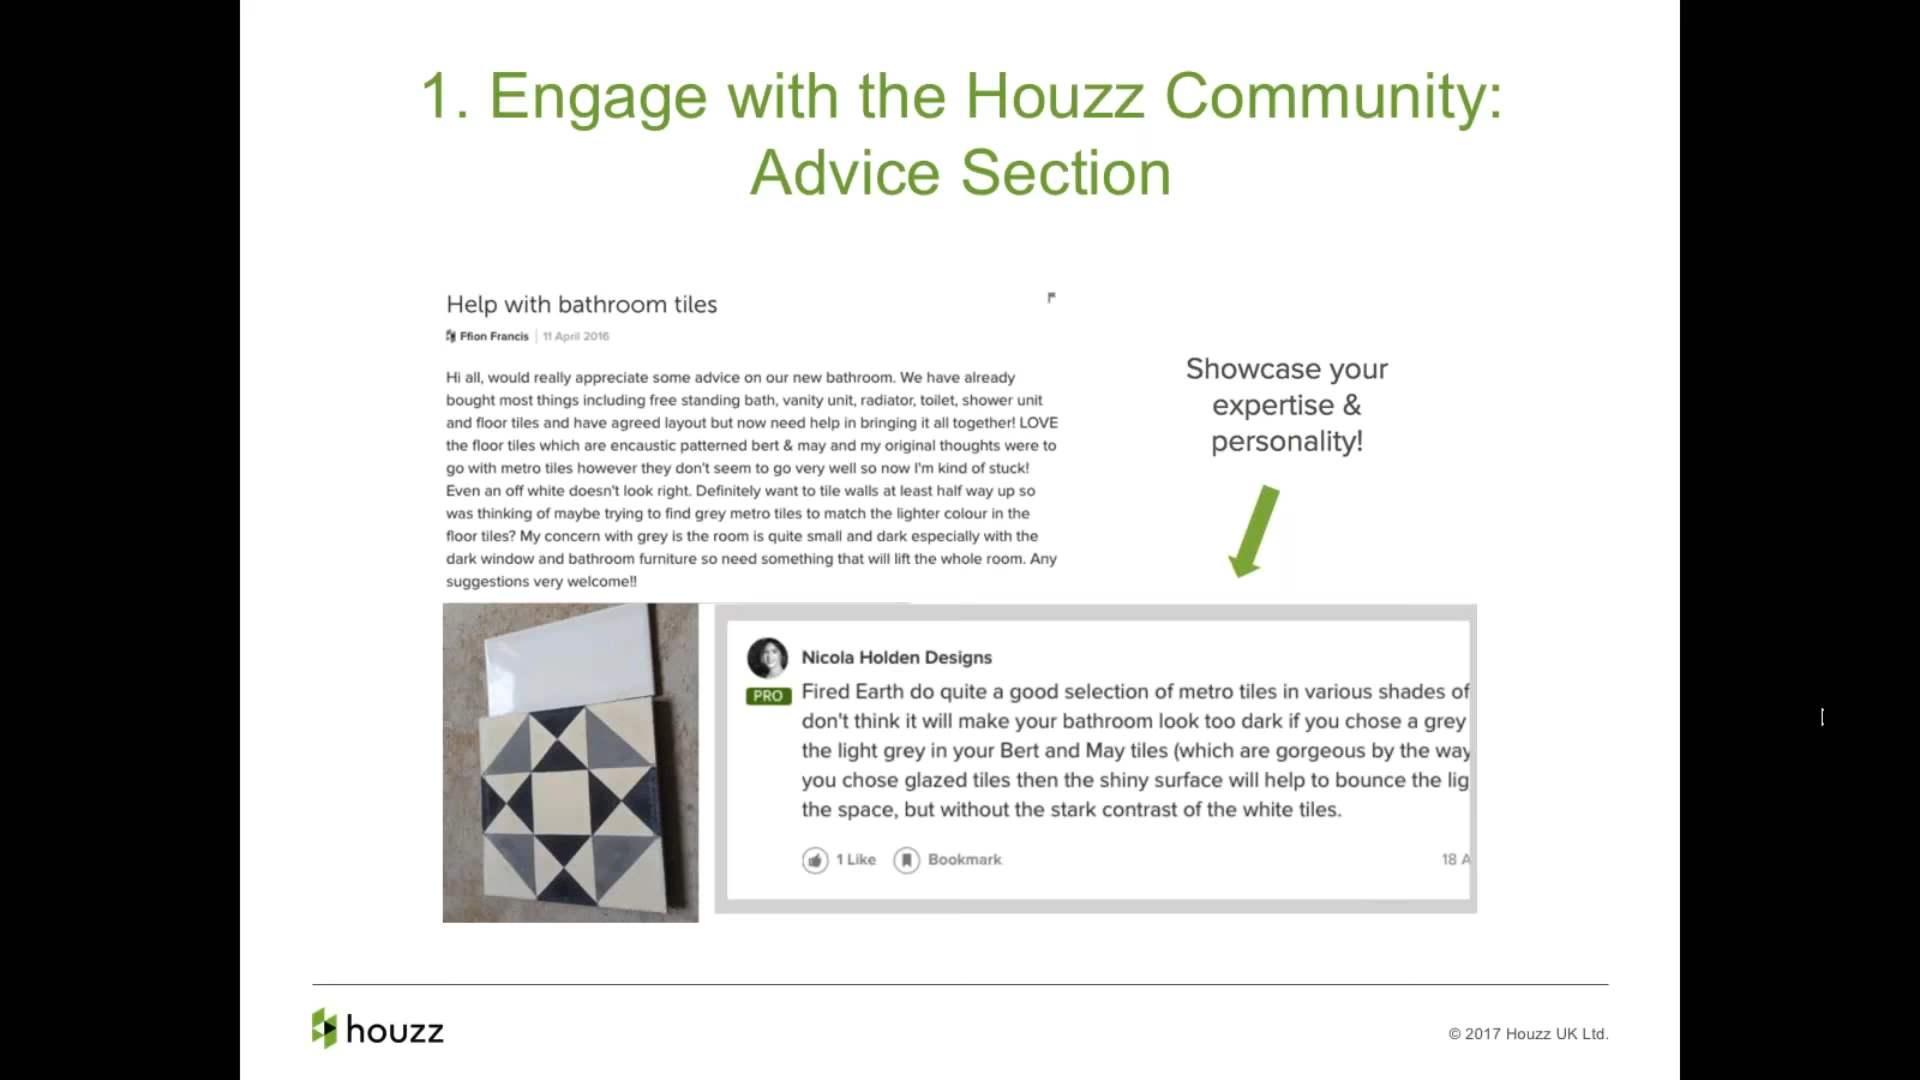 1. Engage with the Houzz Community:
Advice Section
Help with bathroom tiles
Ffion Francis | 11 April 2016
Hi all, would really appreciate some advice on our new bathroom. We have already
bought most things including free standing bath, vanity unit, radiator, toilet, shower unit
and floor tiles and have agreed layout but now need help in bringing it all together! LOVE
the floor tiles which are encaustic patterned bert & may and my original thoughts were to
go with metro tiles however they don't seem to go very well so now I'm kind of stuck!
Even an off white doesn't look right. Definitely want to tile walls at least half way up so
was thinking of maybe trying to find grey metro tiles to match the lighter colour in the
floor tiles? My concern with grey is the room is quite small and dark especially with the
dark window and bathroom furniture so need something that will lift the whole room. Any
suggestions very welcome!!
Showcase your
expertise &
personality!
Nicola Holden Designs
PRO
Fired Earth do quite a good selection of metro tiles in various shades of
don't think it will make your bathroom look too dark if you chose a grey
the light grey in your Bert and May tiles (which are gorgeous by the way
you chose glazed tiles then the shiny surface will help to bounce the lig
the space, but without the stark contrast of the white tiles.
1 Like Bookmark
18 A
houzz
© 2017 Houzz UK Ltd.